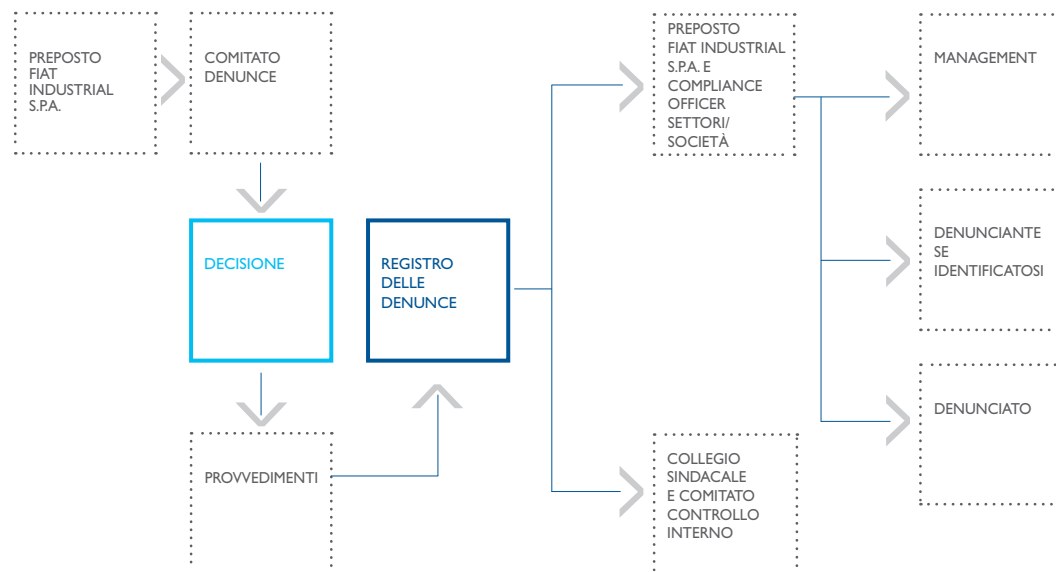 PREPOSTO
FIAT
INDUSTRIAL
S.P.A.
COMITATO
DENUNCE
DECISIONE
PROVVEDIMENTI
REGISTRO
DELLE
DENUNCE
PREPOSTO
FIAT INDUSTRIAL
S.P.A. E
COMPLIANCE
OFFICER
SETTORI/
SOCIETÀ
COLLEGIO
SINDACALE
E COMITATO
CONTROLLO
INTERNO
MANAGEMENT
DENUNCIANTE
SE
IDENTIFICATOSI
DENUNCIATO